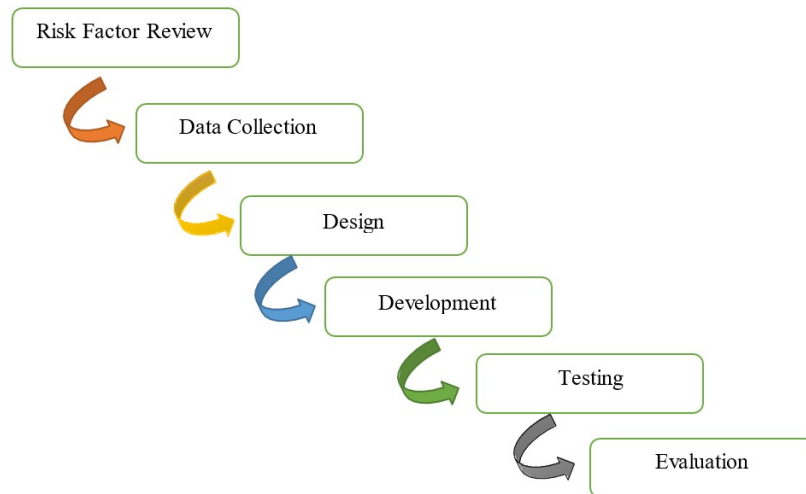 Risk Factor Review
Data Collection
Design
Development
Testing
Evaluation